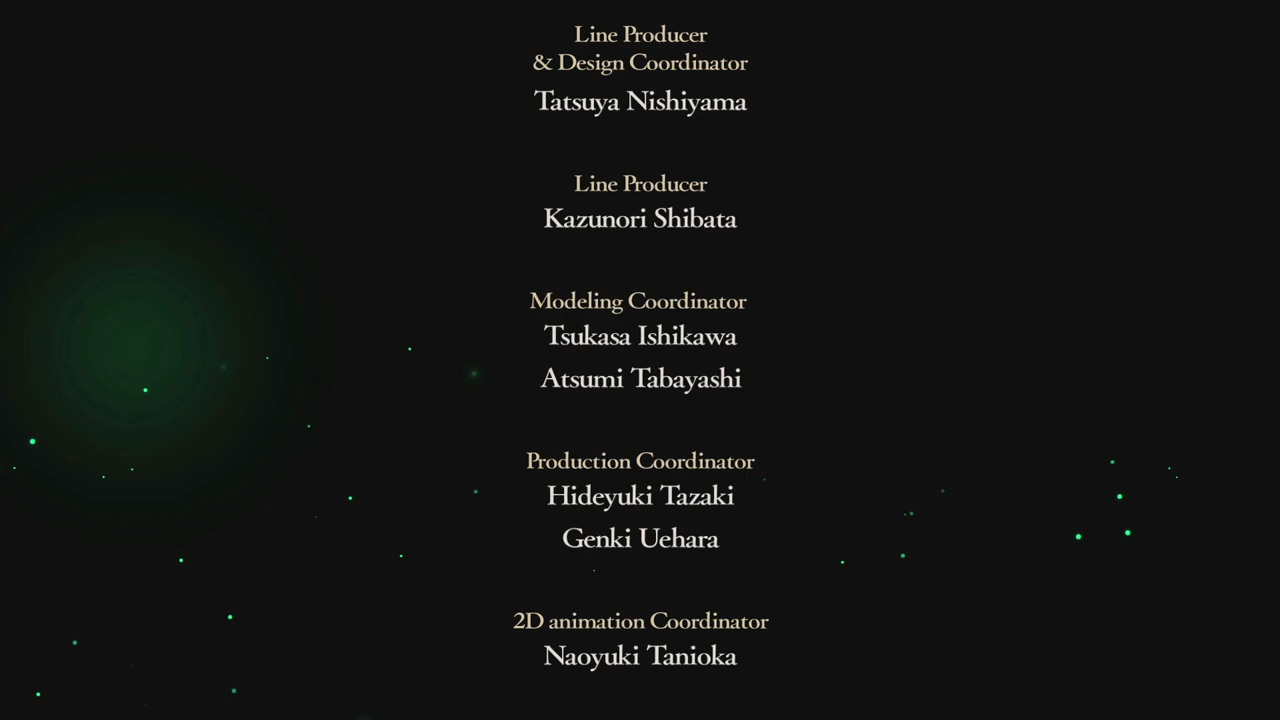 Line Producer
& Design Coordinator
Tatsuya Nishiyama
Line Producer
Kazunori Shibata
Modeling Coordinator
Tsukasa Ishikawa
Atsumi Tabayashi
Production Coordinator
Hideyuki Tazaki
Genki Uehara
2D animation Coordinator
Naoyuki Tanioka